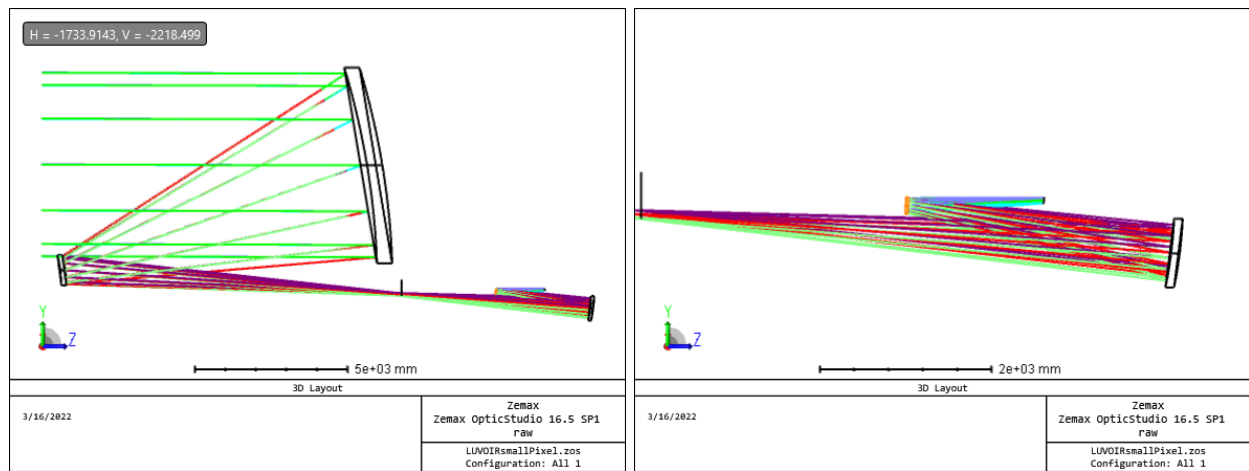 H = -1733.9143, V = -2218.499
Y
Z
5e+03 mm
3D Layout
3/16/2022
Zemax
Zemax OpticStudio 16.5 SP1
raw
LUVOIRsmallPixel.zos
Configuration: All 1
Y
Z
2e+03 mm
3D Layout
3/16/2022
Zemax
Zemax OpticStudio 16.5 SP1
raw
LUVOIRsmallPixel.zos
Configuration: All 1